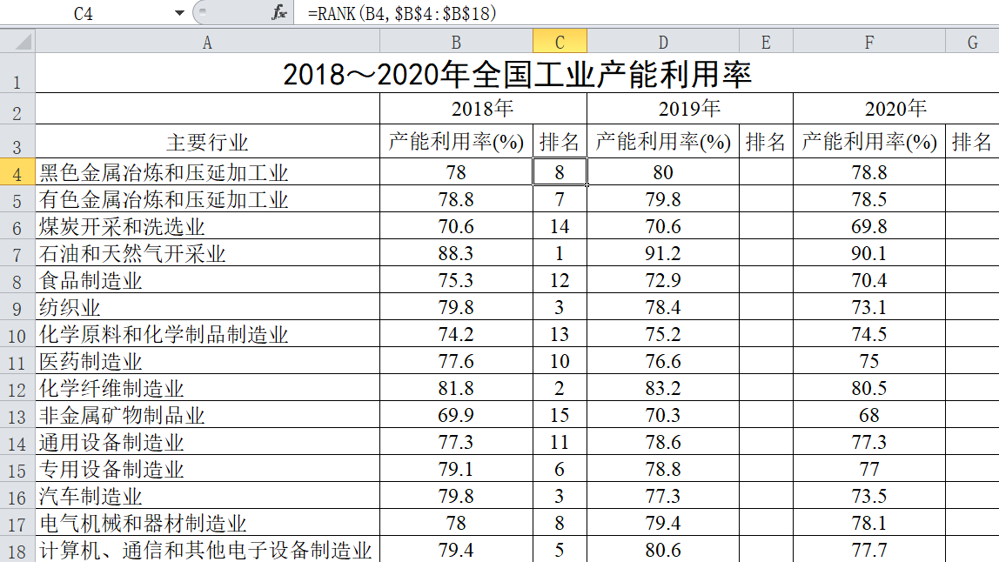 C4 fx =RANK(B4,$B$4:$B$18)
A B C D E F G
1 2018～2020年全国工业产能利用率
2 2018年 2019年 2020年
3 主要行业 产能利用率(%) 排名 产能利用率(%) 排名 产能利用率(%) 排名
4 黑色金属冶炼和压延加工业 78 8 80 78.8
5 有色金属冶炼和压延加工业 78.8 7 79.8 78.5
6 煤炭开采和洗选业 70.6 14 70.6 69.8
7 石油和天然气开采业 88.3 1 91.2 90.1
8 食品制造业 75.3 12 72.9 70.4
9 纺织业 79.8 3 78.4 73.1
10 化学原料和化学制品制造业 74.2 13 75.2 74.5
11 医药制造业 77.6 10 76.6 75
12 化学纤维制造业 81.8 2 83.2 80.5
13 非金属矿物制品业 69.9 15 70.3 68
14 通用设备制造业 77.3 11 78.6 77.3
15 专用设备制造业 79.1 6 78.8 77
16 汽车制造业 79.8 3 77.3 73.5
17 电气机械和器材制造业 78 8 79.4 78.1
18 计算机、通信和其他电子设备制造业 79.4 5 80.6 77.7